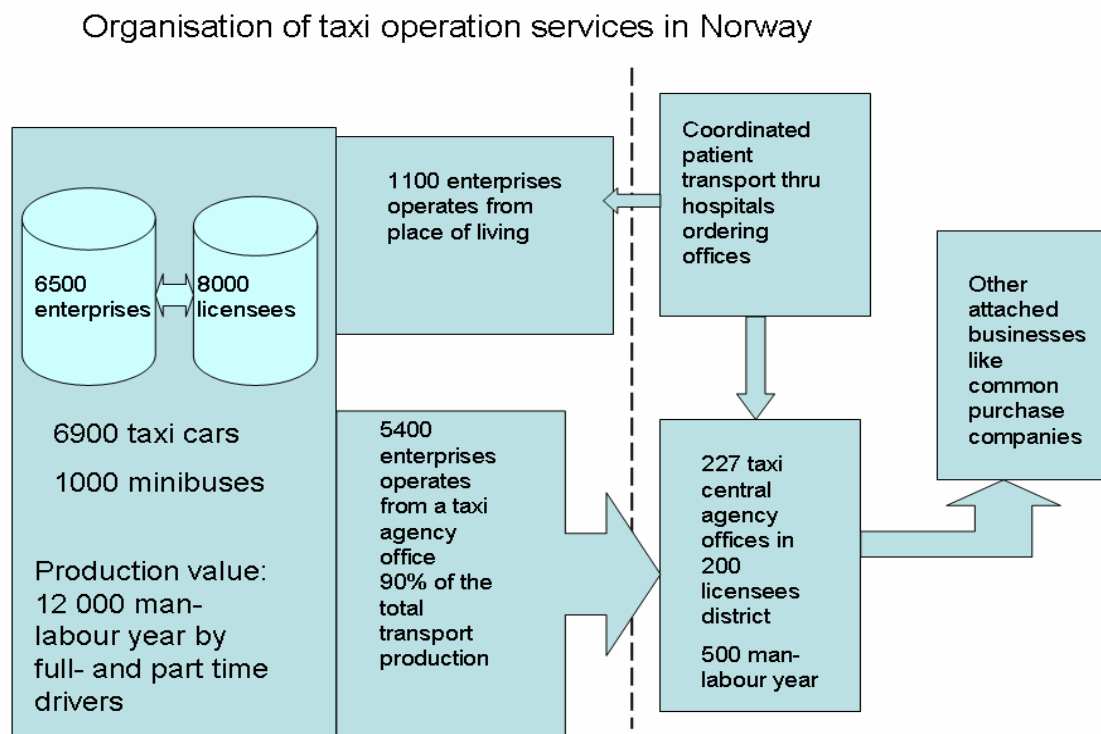 Organisation of taxi operation services in Norway
6500
enterprises
8000
licensees
6900 taxi cars
1000 minibuses
Production value:
12 000 man-
labour year by
full- and part time
drivers
1100 enterprises
operates from
place of living
5400
enterprises
operates
from a taxi
agency
office
90% of the
total
transport
production
Coordinated
patient
transport thru
hospitals
ordering
offices
227 taxi
central
agency
offices in
200
licensees
district
500 man-
labour year
Other
attached
businesses
like
common
purchase
companies